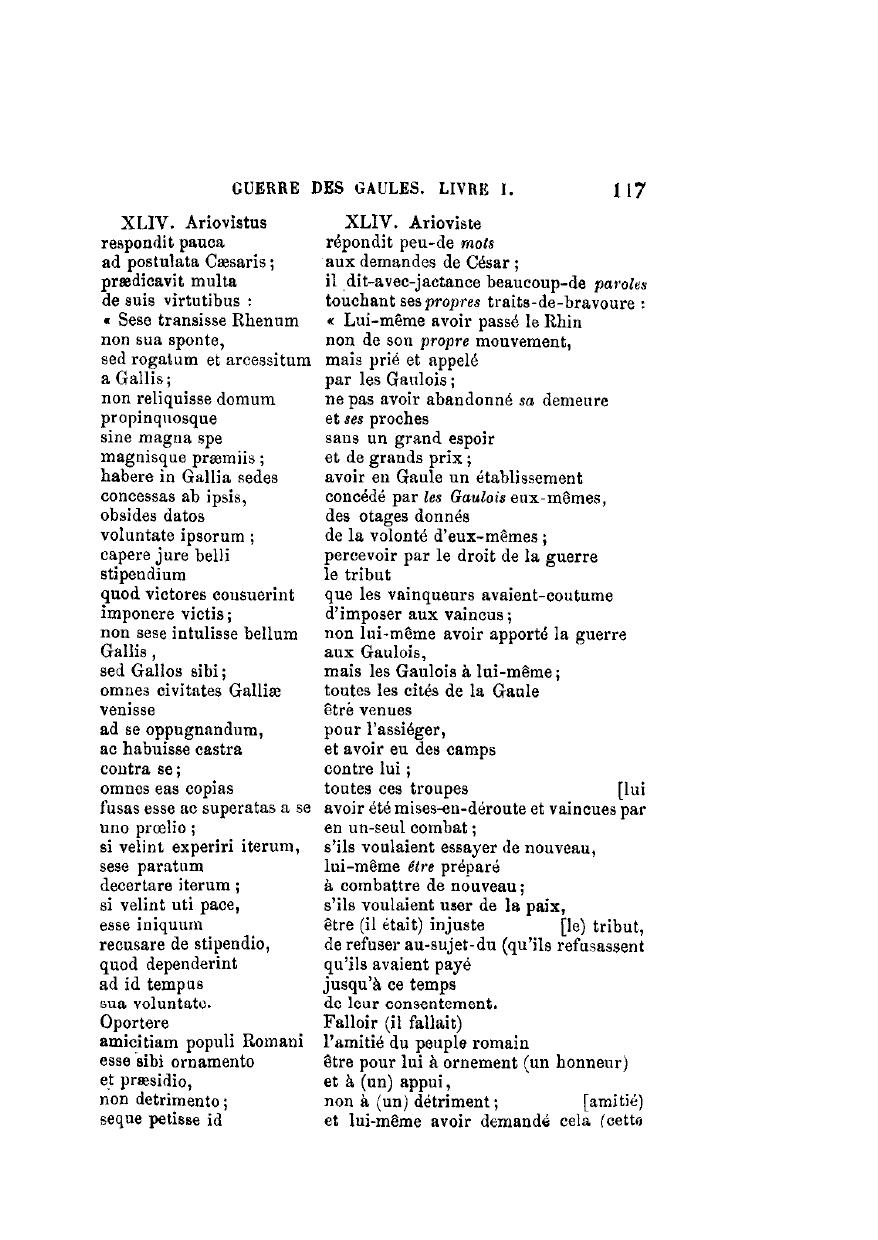 GUERRE DES GAULES. LIVRE I. 117
XLIV. Ariovistus
respondit pauca
ad postulata Cæsaris ;
prædicavit multa
de suis virtutibus :
« Sese transisse Rhenum
non sua sponte,
sed rogatum et arcessitum
a Gallis ;
non reliquisse domum
propinquosque
sine magna spe
magnisque præmiis ;
habere in Gallia sedes
concessas ab ipsis,
obsides datos
voluntate ipsorum ;
capere jure belli
stipendium
quod victores consuerint
imponere victis ;
non sese intulisse bellum
Gallis ,
sed Gallos sibi ;
omnes civitates Galliæ
venisse
ad se oppugnandum,
ac habuisse castra
contra se ;
omnes eas copias
fusas esse ac superatas a se
uno prœlio ;
si velint experiri iterum,
sese paratum
decertare iterum ;
si velint uti pace,
esse iniquum
recusare de stipendio,
quod dependerint
ad id tempus
sua voluntate.
Oportere
amicitiam populi Romani
esse sibi ornamento
et præsidio,
non detrimento ;
seque petisse id
XLIV. Arioviste
répondit peu-de mots
aux demandes de César ;
il dit-avec-jactance beaucoup-de paroles
touchant ses propres traits-de-bravoure :
« Lui-même avoir passé le Rhin
non de son propre mouvement,
mais prié et appelé
par les Gaulois ;
ne pas avoir abandonné sa demeure
et ses proches
sans un grand espoir
et de grands prix ;
avoir en Gaule un établissement
concédé par les Gaulois eux-mêmes,
des otages donnés
de la volonté d'eux-mêmes ;
percevoir par le droit de la guerre
le tribut
que les vainqueurs avaient-coutume
d'imposer aux vaincus ;
non lui-même avoir apporté la guerre
aux Gaulois,
mais les Gaulois à lui-même ;
toutes les cités de la Gaule
être venues
pour l'assiéger,
et avoir eu des camps
contre lui ;
toutes ces troupes [lui
avoir été mises-en-déroute et vaincues par
en un-seul combat ;
s'ils voulaient essayer de nouveau,
lui-même être préparé
à combattre de nouveau ;
s'ils voulaient user de la paix,
être (il était) injuste [le) tribut,
de refuser au-sujet-du (qu'ils refusassent
qu'ils avaient payé
jusqu'à ce temps
de leur consentement.
Falloir (il fallait)
l'amitié du peuple romain
être pour lui à ornement (un honneur)
et à (un) appui,
non à (un) détriment ; [amitié)
et lui-même avoir demandé cela (cette